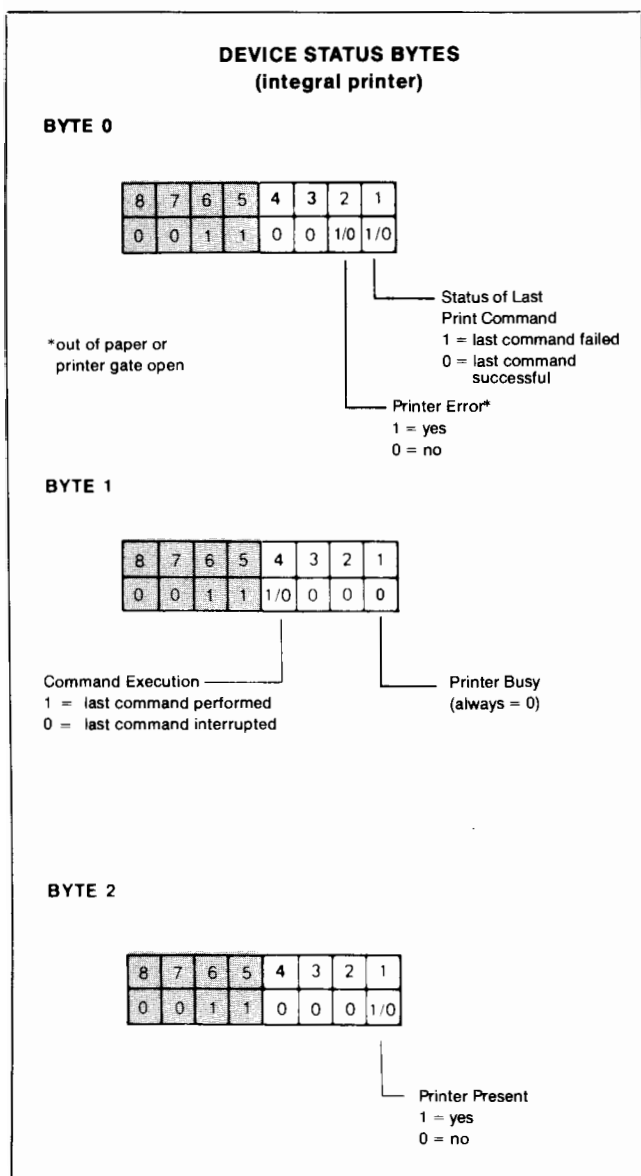 DEVICE STATUS BYTES
(integral printer)
BYTE 0
8 7 6 5 4 3 2 1
0 0 1 1 0 0 1/0 1/0
*out of paper or
printer gate open
Status of Last
Print Command
1 = last command failed
0 = last command
successful
Printer Error*
1 = yes
0 = no
BYTE 1
8 7 6 5 4 3 2 1
0 0 1 1 1/0 0 0 0
Command Execution
1 = last command performed
0 = last command interrupted
Printer Busy
(always = 0)
BYTE 2
8 7 6 5 4 3 2 1
0 0 1 1 0 0 0 1/0
Printer Present
1 = yes
0 = no